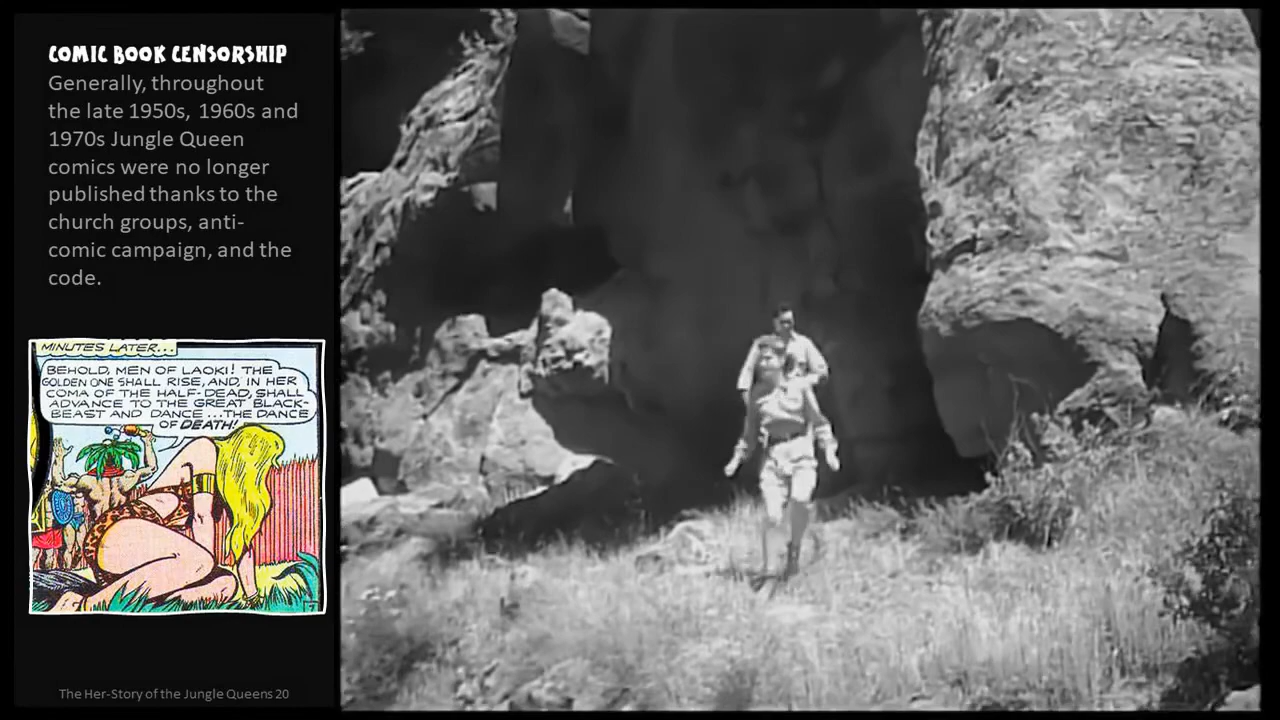 COMIC BOOK CENSORSHIP
Generally, throughout
the late 1950s, 1960s and
1970s Jungle Queen
comics were no longer
published thanks to the
church groups, anti-
comic campaign, and the
code.
MINUTES LATER...
BEHOLD, MEN OF LAOKI! THE
GOLDEN ONE SHALL RISE, AND, IN HER
COMA OF THE HALF-DEAD, SHALL
ADVANCE TO THE GREAT BLACK-
BEAST AND DANCE...THE DANCE
OF DEATH!
7
The Her-Story of the Jungle Queens 20